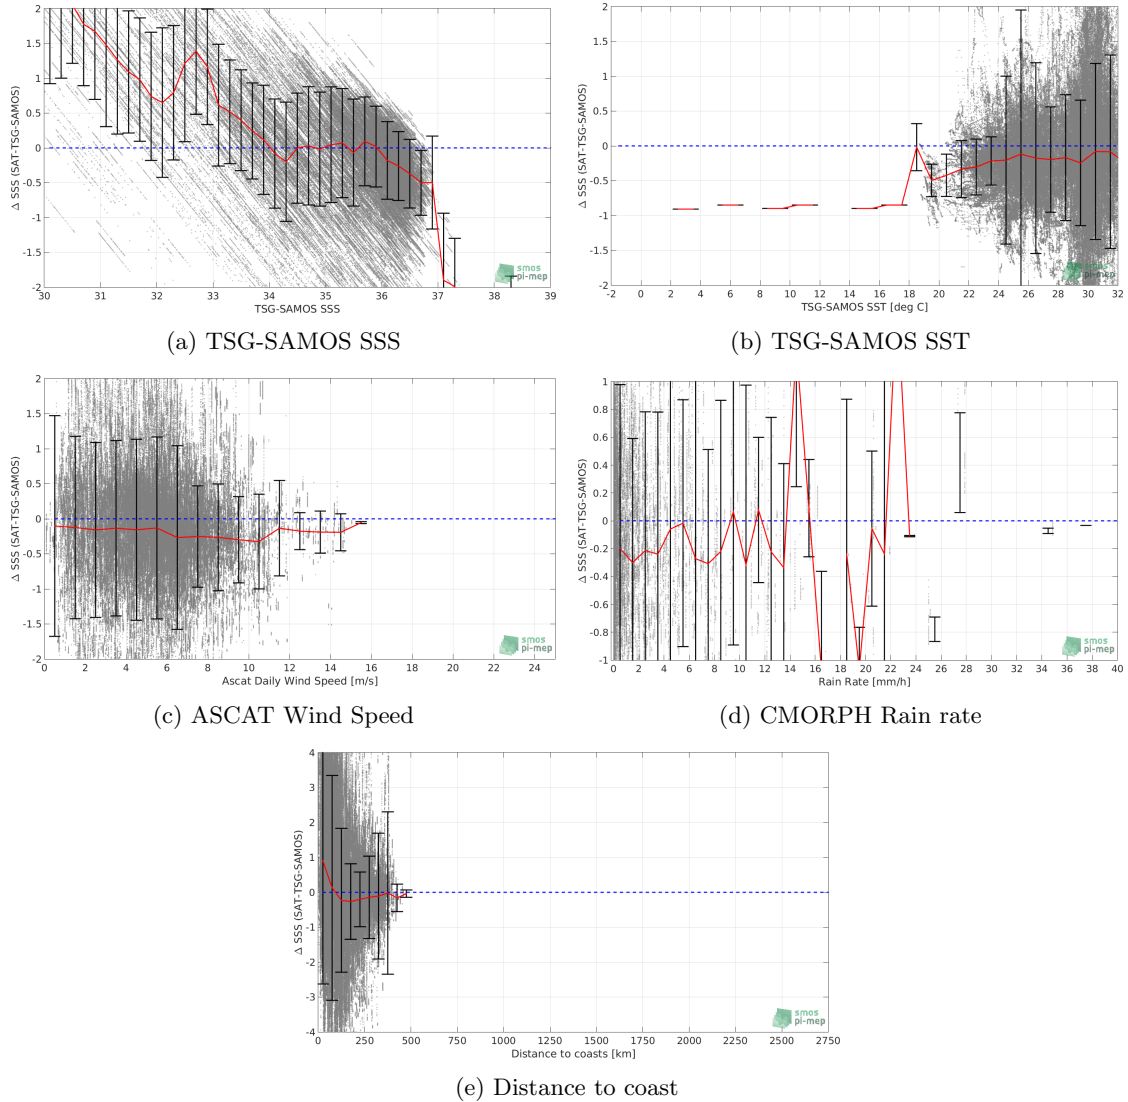 2
1.5
1
0.5
0
-0.5
-1
-1.5
-2
Δ SSS (SAT-TSG-SAMOS)
30 31 32 33 34 35 36 37 38 39
TSG-SAMOS SSS
smos
pi-mep
(a) TSG-SAMOS SSS
2
1.5
1
0.5
0
-0.5
-1
-1.5
-2
Δ SSS (SAT-TSG-SAMOS)
-2 0 2 4 6 8 10 12 14 16 18 20 22 24 26 28 30 32
TSG-SAMOS SST [deg C]
smos
pi-mep
(b) TSG-SAMOS SST
2
1.5
1
0.5
0
-0.5
-1
-1.5
-2
Δ SSS (SAT-TSG-SAMOS)
0 2 4 6 8 10 12 14 16 18 20 22 24
Ascat Daily Wind Speed [m/s]
smos
pi-mep
(c) ASCAT Wind Speed
1
0.8
0.6
0.4
0.2
0
-0.2
-0.4
-0.6
-0.8
-1
Δ SSS (SAT-TSG-SAMOS)
0 2 4 6 8 10 12 14 16 18 20 22 24 26 28 30 32 34 36 38 40
Rain Rate [mm/h]
smos
pi-mep
(d) CMORPH Rain rate
4
3
2
1
0
-1
-2
-3
-4
Δ SSS (SAT-TSG-SAMOS)
0 250 500 750 1000 1250 1500 1750 2000 2250 2500 2750
Distance to coasts [km]
smos
pi-mep
(e) Distance to coast